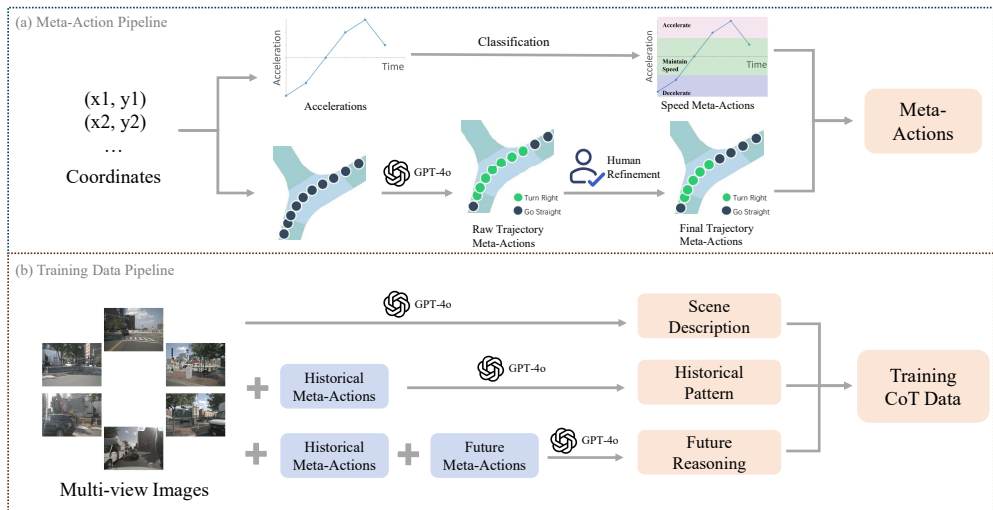 (a) Meta-Action Pipeline
(x1, y1)
(x2, y2)
…
Coordinates
Acceleration
Time
Accelerations
Classification
Acceleration
Accelerate
Maintain
Speed
Time
Decelerate
Speed Meta-Actions
GPT-4o
Turn Right
Go Straight
Raw Trajectory
Meta-Actions
Human
Refinement
Turn Right
Go Straight
Final Trajectory
Meta-Actions
Meta-
Actions
(b) Training Data Pipeline
Multi-view Images
GPT-4o
Scene
Description
Historical
Meta-Actions
GPT-4o
Historical
Pattern
Historical
Meta-Actions
Future
Meta-Actions
GPT-4o
Future
Reasoning
Training
CoT Data